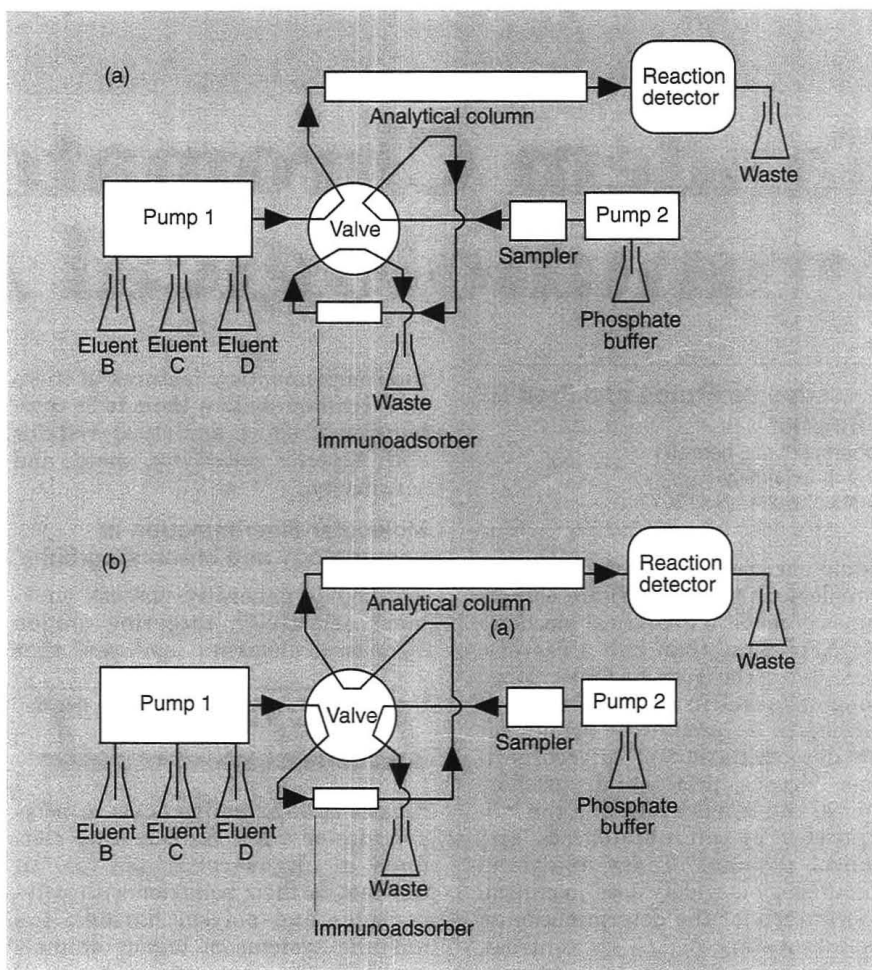 (a)
Reaction
detector
Analytical column
Waste
Pump 1
Valve
Pump 2
Sampler
Eluent
B
Eluent
C
Eluent
D
Phosphate
buffer
Waste
Immunoadsorber
(b)
Reaction
detector
Analytical column
(a)
Waste
Pump 1
Valve
Pump 2
Sampler
Eluent
B
Eluent
C
Eluent
D
Phosphate
buffer
Waste
Immunoadsorber